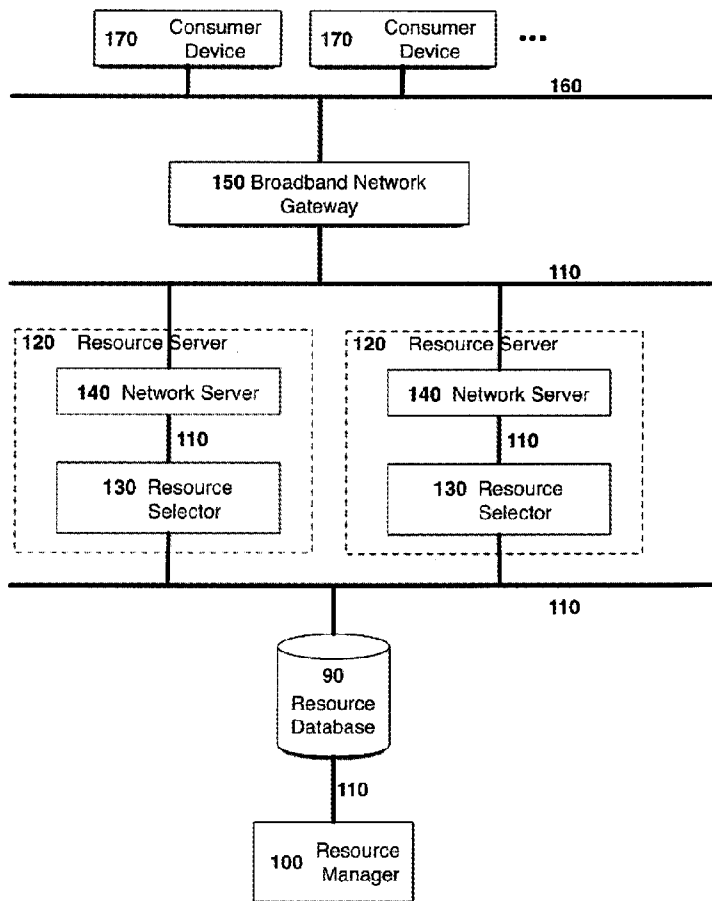 170 Consumer
Device
170 Consumer
Device
...
160
150 Broadband Network
Gateway
110
120 Resource Server
140 Network Server
110
130 Resource
Selector
120 Resource Server
140 Network Server
110
130 Resource
Selector
110
90
Resource
Database
110
100 Resource
Manager